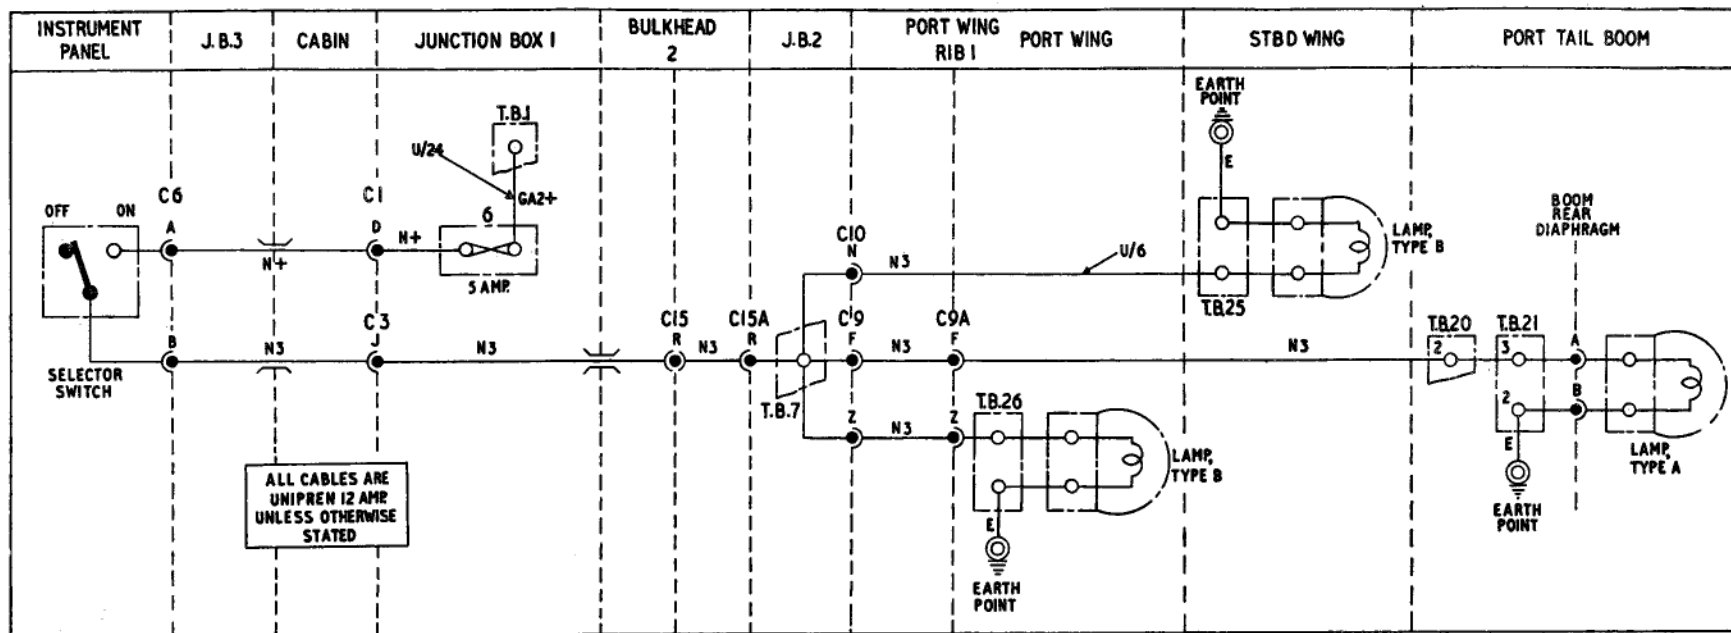 INSTRUMENT
PANEL
J.B.3
CABIN
JUNCTION BOX 1
BULKHEAD
2
J.B.2
PORT WING
RIB 1
PORT WING
STBD WING
PORT TAIL BOOM
EARTH
POINT
T.B.1
U/24
E
C6
C1
GA2+
OFF
ON
6
A
D
N+
N+
5 AMP.
C10
N
N3
U/6
LAMP,
TYPE B
BOOM
REAR
DIAPHRAGM
T.B.25
C3
C15
C15A
C9
C9A
T.B.20
T.B.21
B
N3
J
N3
R
N3
R
F
N3
F
N3
2
3
A
SELECTOR
SWITCH
T.B.7
T.B.26
2
B
Z
N3
Z
E
LAMP,
TYPE B
LAMP,
TYPE A
ALL CABLES ARE
UNIPREN 12 AMP.
UNLESS OTHERWISE
STATED
EARTH
POINT
E
EARTH
POINT